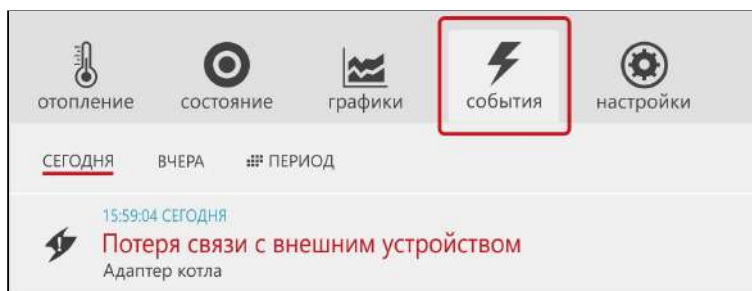 отопление состояние графики события настройки
СЕГОДНЯ ВЧЕРА ПЕРИОД
15:59:04 СЕГОДНЯ
Потеря связи с внешним устройством
Адаптер котла